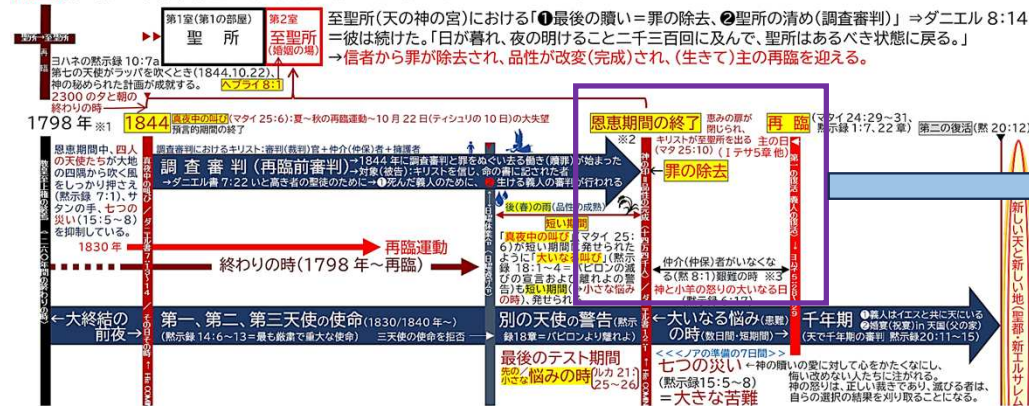 第1室(第1の部屋)
聖所
第2室
至聖所
(婚姻の場)
至聖所(天の神の宮)における「❶最後の贖い=罪の除去、❷聖所の清め(調査審判)」 ⇒ダニエル 8:14
=彼は続けた。「日が暮れ、夜の明けること二千三百回に及んで、聖所はあるべき状態に戻る。」
→信者から罪が除去され、品性が改変(完成)され、(生きて)主の再臨を迎える。
聖所→至聖所
再臨
ヨハネの黙示録 10:7a
第七の天使がラッパを吹くとき(1844.10.22)、
神の秘められた計画が成就する。
ヘブライ 8:1
2300 の夕と朝の
終わりの時
1798 年 ※1
1844
真夜中の叫び(マタイ 25:6):夏~秋の再臨運動~10 月 22 日(ティシュリの 10 日)の大失望
預言的期間の終了
恩恵期間の終了
恵みの扉が
閉じられ、
キリストが至聖所を出る
(マタ 25:10)
主の日
(Ⅰテサ5章他)
再臨
(マタイ 24:29~31、
黙示録 1:7、22 章)
第二の復活(黙 20:12)
恩恵期間中、四人
の天使たちが大地
の四隅から吹く風
をしっかり押さえ
(黙示録 7:1)、サ
タンの手、七つの
災い(15:5~8)
を抑制している。
1830 年
調査審判におけるキリスト:審判(裁判)官+仲介(仲保)者+擁護者
調査審判(再臨前審判)
→1844 年に調査審判と罪をぬぐい去る働き(贖罪)が始まった
→対象(被告):キリストを信じ、命の書に記された者
→ダニエル書 7:22 いと高き者の聖徒のために→❶死んだ義人のために、❷生ける義人の審判が行われる
※2
罪の除去
後(春)の雨(品性の成熟)
短い期間
「真夜中の叫び」(マタイ 25:
6)が短い期間に発せられた
ように「大いなる叫び」(黙示
録 18:1~4=バビロンの滅
びの宣言および離れよの警
告)も短い期間(→小さな悩み
の時)、発せられる
再臨運動
終わりの時(1798 年~再臨)
仲介(仲保)者がいなくな
る(黙 8:1)艱難の時 ※3
神と小羊の怒りの大いなる日
(黙示録 6:17)
←大終結の
前夜→
第一、第二、第三天使の使命(1830/1840 年~)
(黙示録 14:6~13=最も厳粛で重大な使命)
三天使の使命を拒否
別の天使の警告(黙示
録18章=バビロンより離れよ)
←大いなる悩み(患難)
の時(数日間・短期間)→
千年期
❶義人はイエスと共に天にいる
❷婚宴(祝宴)in 天国(父の家)
(天で千年期の審判 黙示録 20:11~15)
最後のテスト期間
先の/
小さな
悩みの時
(ルカ 21:
25~26)
<<<ノアの準備の7日間>>
七つの災い
(黙示録15:5~8)
=大きな苦難
←神の贖いの愛に対して心をかたくなにし、
悔い改めない人たちに注がれる。
神の怒りは、正しい裁きであり、滅びる者は、
自らの選択の結果を刈り取ることになる。
新しい天と新しい地(聖都・新エルサレム)